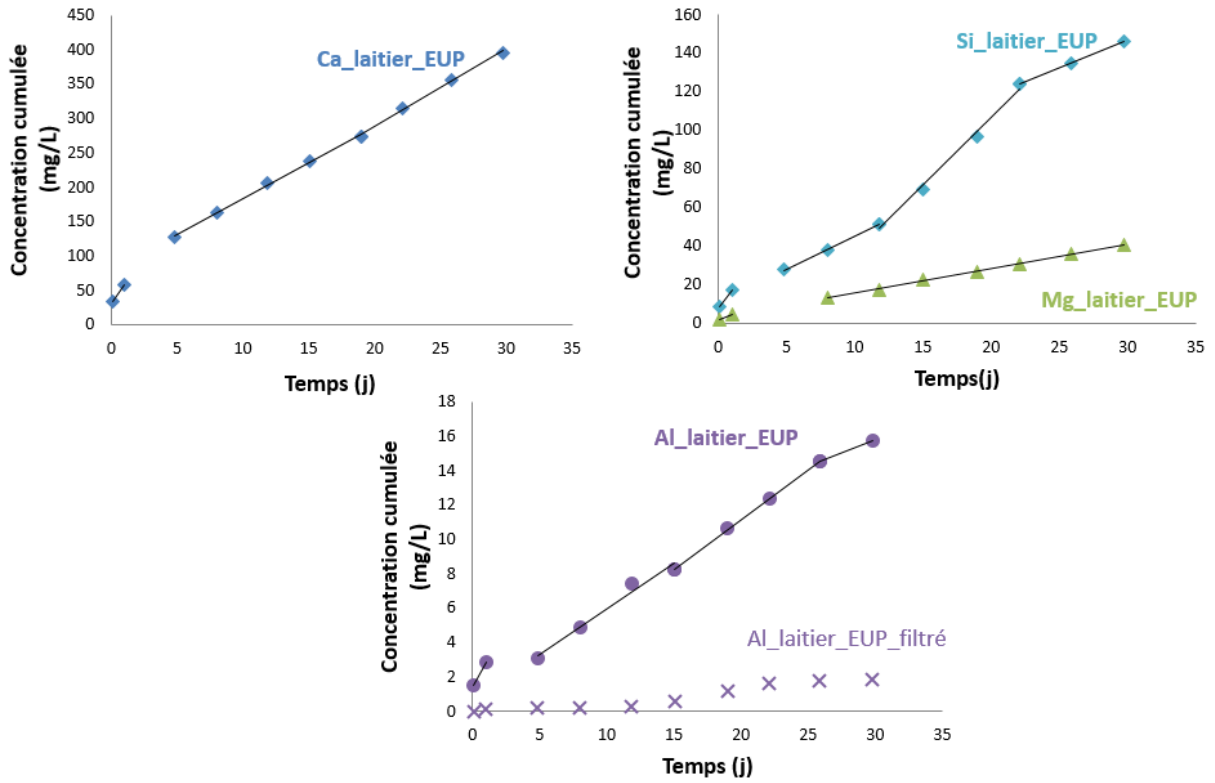 Concentration cumulée
(mg/L)
450
400
350
300
250
200
150
100
50
0
Ca_laitier_EUP
0 5 10 15 20 25 30 35
Temps (j)
Concentration cumulée
(mg/L)
160
140
120
100
80
60
40
20
0
Si_laitier_EUP
Mg_laitier_EUP
0 5 10 15 20 25 30 35
Temps(j)
Concentration cumulée
(mg/L)
18
16
14
12
10
8
6
4
2
0
Al_laitier_EUP
Al_laitier_EUP_filtré
0 5 10 15 20 25 30 35
Temps (j)